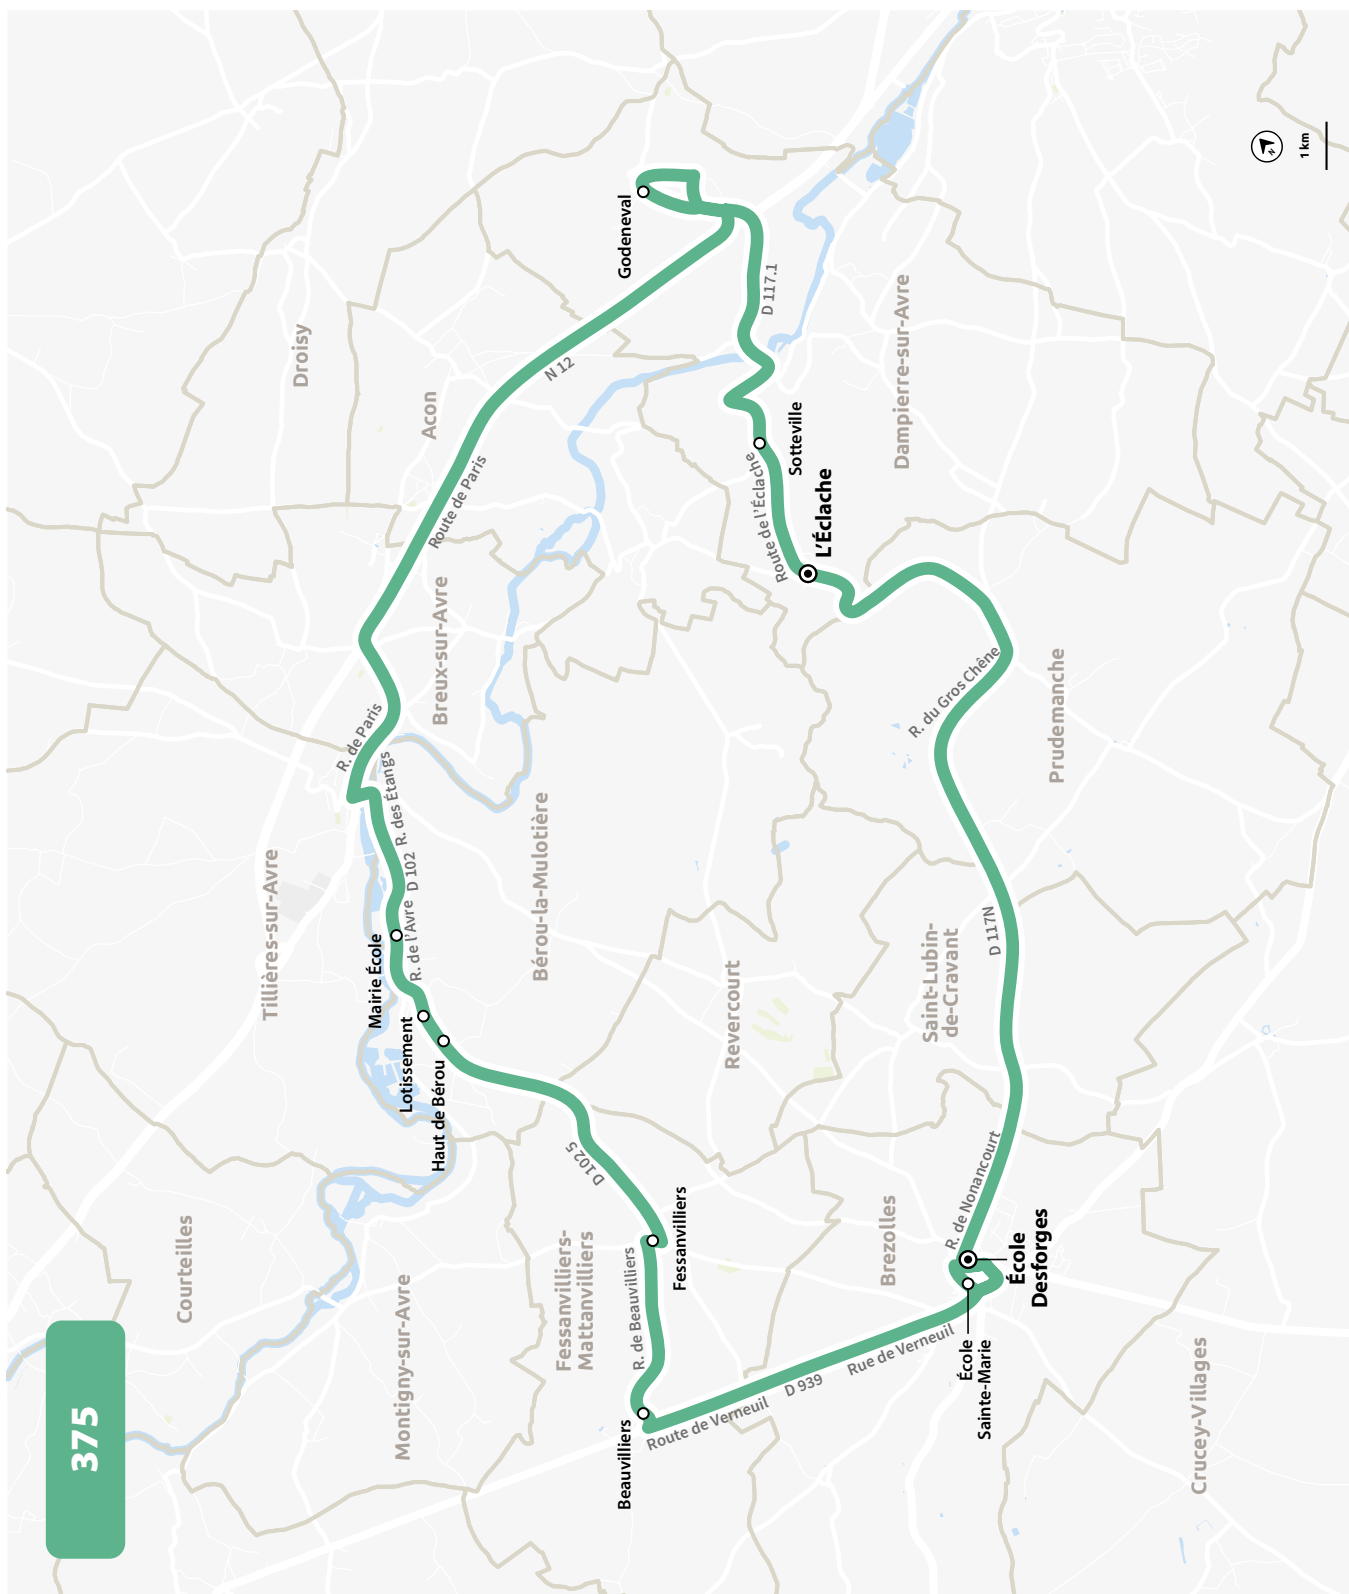 375
Courteilles
Tillières-sur-Avre
Droisy
Montigny-sur-Avre
Acon
Breux-sur-Avre
Bérou-la-Mulotière
Fessanvilliers-
Mattanvilliers
Revercourt
Brezolles
Saint-Lubin-
de-Cravant
Dampierre-sur-Avre
Prudemanche
Crucey-Villages
Godeneval
N 12
Route de Paris
R. de Paris
R. des Étangs
D 102
R. de l'Avre
Mairie École
Lotissement
Haut de Bérou
D 102 5
Fessanvilliers
R. de Beauvilliers
Beauvilliers
Route de Verneuil
D 939
Rue de Verneuil
École
Sainte-Marie
École
Desforges
R. de Nonancourt
D 117N
R. du Gros Chêne
L'Éclache
Route de l'Éclache
Sotteville
D 117.1
N
1 km